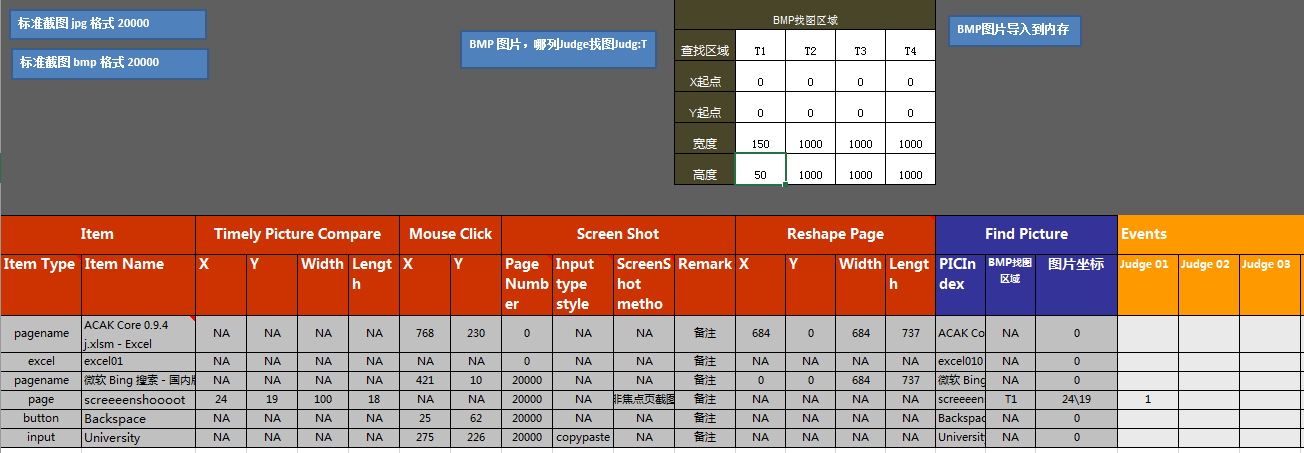 标准截图 jpg 格式 20000
标准截图 bmp 格式 20000
BMP 图片，哪列Judge找图Judg:T
BMP图片导入到内存
BMP找图区域
查找区域 T1 T2 T3 T4
X起点 0 0 0 0
Y起点 0 0 0 0
宽度 150 1000 1000 1000
高度 50 1000 1000 1000
Item Timely Picture Compare Mouse Click Screen Shot Reshape Page Find Picture Events
Item Type Item Name X Y Width Lengt X Y Page Input ScreenS Remark X Y Width Lengt PICIn BMP找图 图片坐标 Judge 01 Judge 02 Judge 03
h Numb type hot h dex 区域
er style metho
pagename ACAK Core 0.9.4 NA NA NA NA 768 230 0 NA NA 备注 684 0 684 737 ACAK Co NA 0
j.xlsm - Excel
excel excel01 NA NA NA NA NA NA 0 NA NA 备注 NA NA NA NA excel010 NA 0
pagename 微软 Bing 搜索 - 国内版 NA NA NA NA 421 10 20000 NA NA 备注 0 0 684 737 微软 Bing NA 0
page screeeenshoooot 24 19 100 18 NA NA 20000 NA 非焦点页截图 备注 NA NA NA NA screeeen T1 24\19 1
button Backspace NA NA NA NA 25 62 20000 NA NA 备注 NA NA NA NA Backspac NA 0
input University NA NA NA NA 275 226 20000 copypaste NA 备注 NA NA NA NA University NA 0